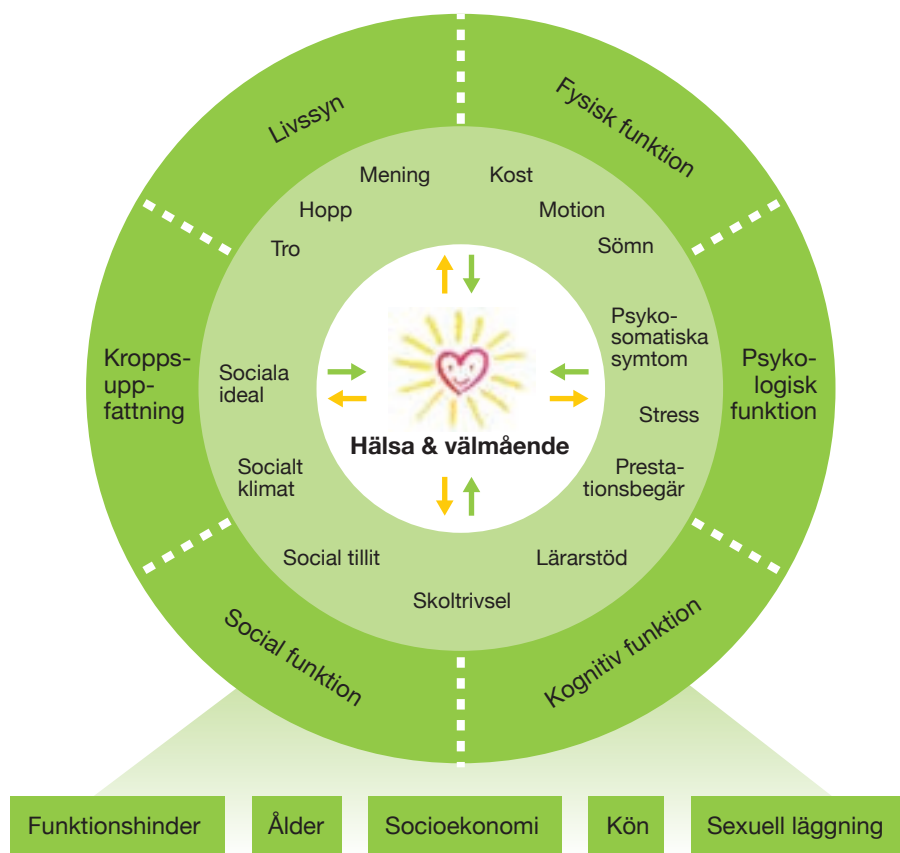 Livssyn
Fysisk funktion
Mening
Kost
Hopp
Motion
Tro
Sömn
Kropps-
upp-
fattning
Sociala
ideal
Psyko-
somatiska
symtom
Psyko-
logisk
funktion
Stress
Hälsa & välmående
Socialt
klimat
Presta-
tionsbegär
Social tillit
Lärarstöd
Skoltrivsel
Social funktion
Kognitiv funktion
Funktionshinder
Ålder
Socioekonomi
Kön
Sexuell läggning